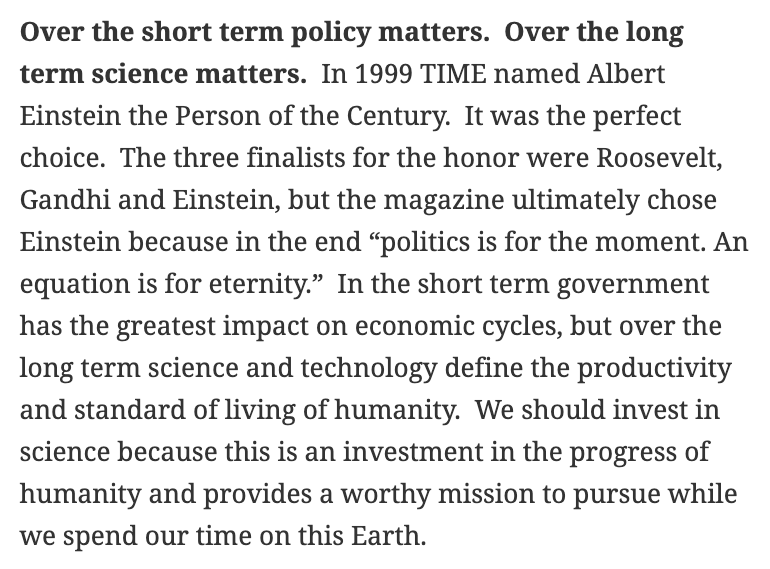 Over the short term policy matters.  Over the long
term science matters.  In 1999 TIME named Albert
Einstein the Person of the Century.  It was the perfect
choice.  The three finalists for the honor were Roosevelt,
Gandhi and Einstein, but the magazine ultimately chose
Einstein because in the end “politics is for the moment. An
equation is for eternity.”  In the short term government
has the greatest impact on economic cycles, but over the
long term science and technology define the productivity
and standard of living of humanity.  We should invest in
science because this is an investment in the progress of
humanity and provides a worthy mission to pursue while
we spend our time on this Earth.